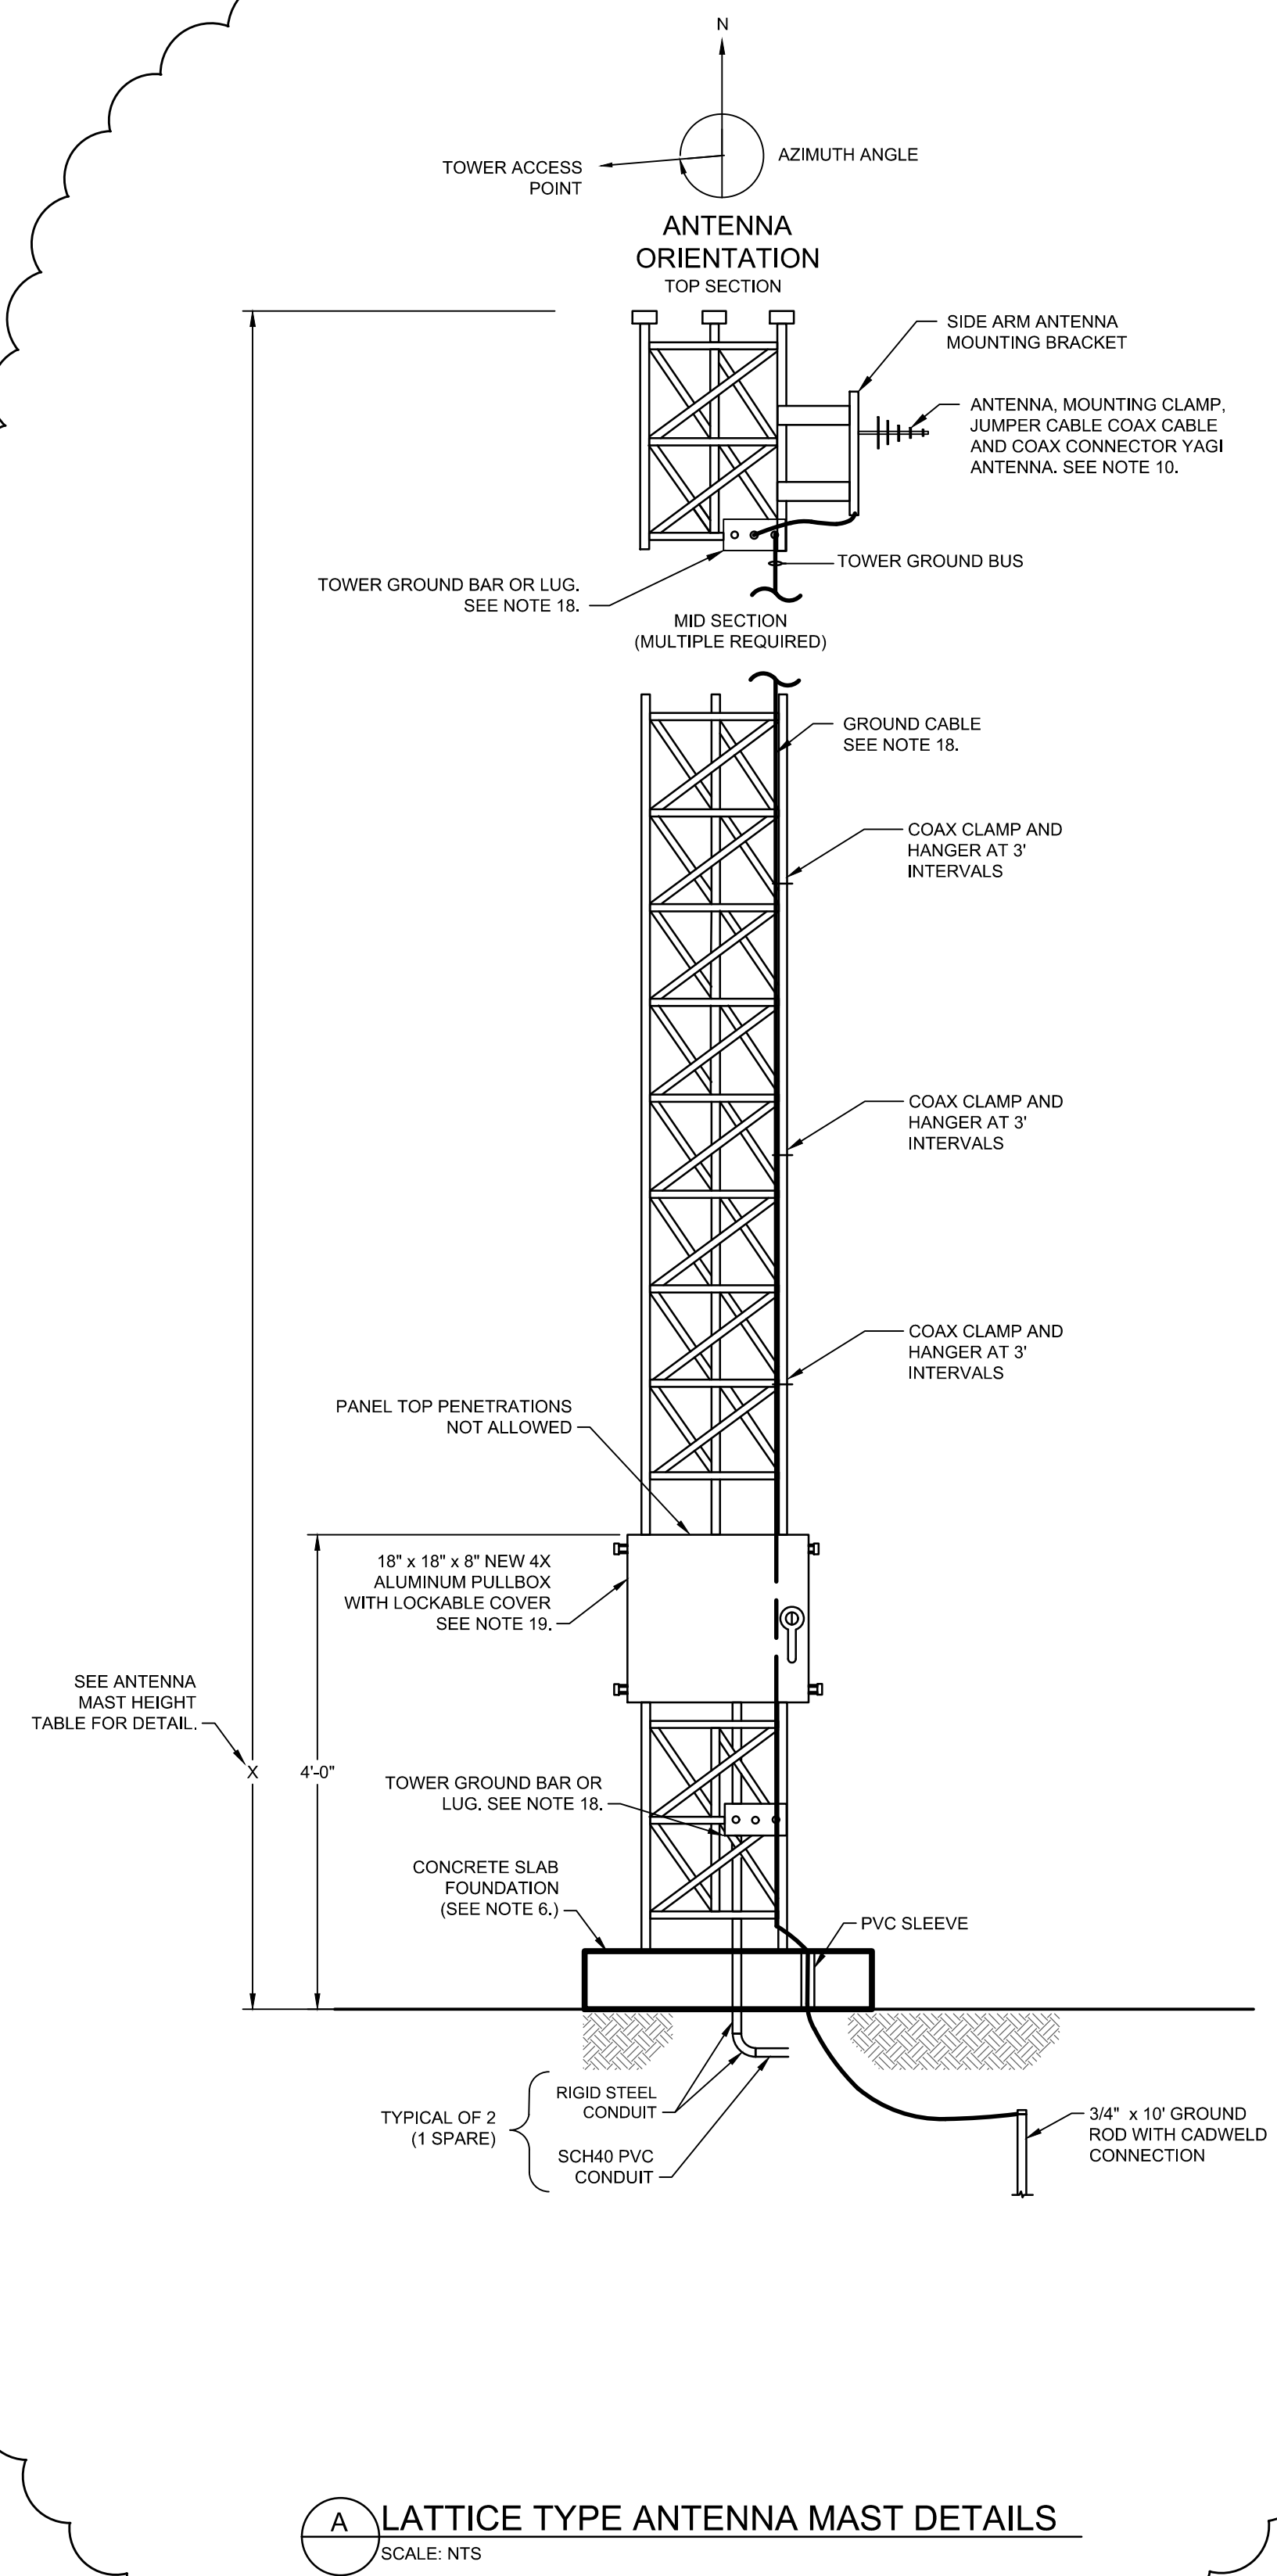 N
AZIMUTH ANGLE
TOWER ACCESS
POINT
ANTENNA
ORIENTATION
TOP SECTION
SIDE ARM ANTENNA
MOUNTING BRACKET
ANTENNA, MOUNTING CLAMP,
JUMPER CABLE COAX CABLE
AND COAX CONNECTOR YAGI
ANTENNA. SEE NOTE 10.
TOWER GROUND BUS
TOWER GROUND BAR OR LUG.
SEE NOTE 18.
MID SECTION
(MULTIPLE REQUIRED)
GROUND CABLE
SEE NOTE 18.
COAX CLAMP AND
HANGER AT 3'
INTERVALS
COAX CLAMP AND
HANGER AT 3'
INTERVALS
COAX CLAMP AND
HANGER AT 3'
INTERVALS
PANEL TOP PENETRATIONS
NOT ALLOWED
18" x 18" x 8" NEW 4X
ALUMINUM PULLBOX
WITH LOCKABLE COVER
SEE NOTE 19.
SEE ANTENNA
MAST HEIGHT
TABLE FOR DETAIL.
X
4'-0"
TOWER GROUND BAR OR
LUG. SEE NOTE 18.
CONCRETE SLAB
FOUNDATION
(SEE NOTE 6.)
PVC SLEEVE
RIGID STEEL
CONDUIT
TYPICAL OF 2
(1 SPARE)
SCH40 PVC
CONDUIT
3/4" x 10' GROUND
ROD WITH CADWELD
CONNECTION
A
LATTICE TYPE ANTENNA MAST DETAILS
SCALE: NTS